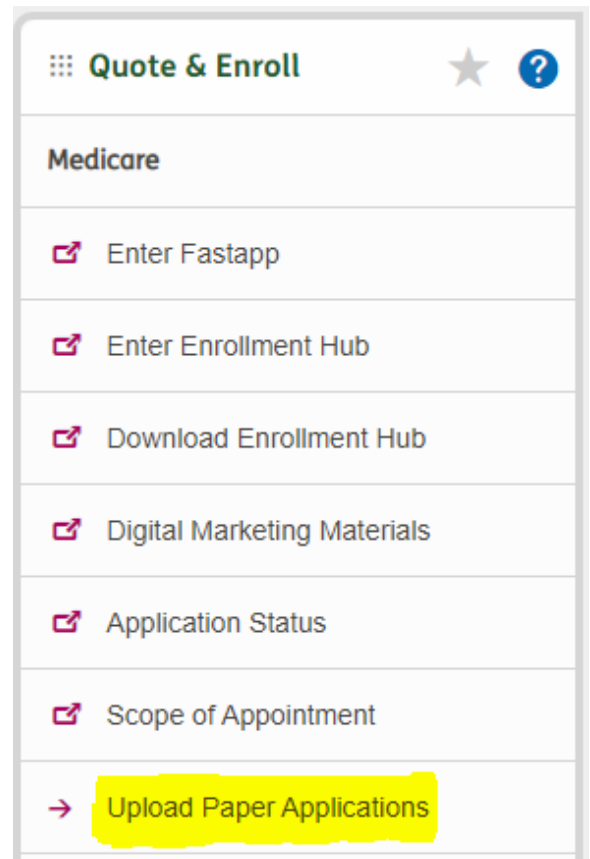 Quote & Enroll ?
Medicare
Enter Fastapp
Enter Enrollment Hub
Download Enrollment Hub
Digital Marketing Materials
Application Status
Scope of Appointment
Upload Paper Applications